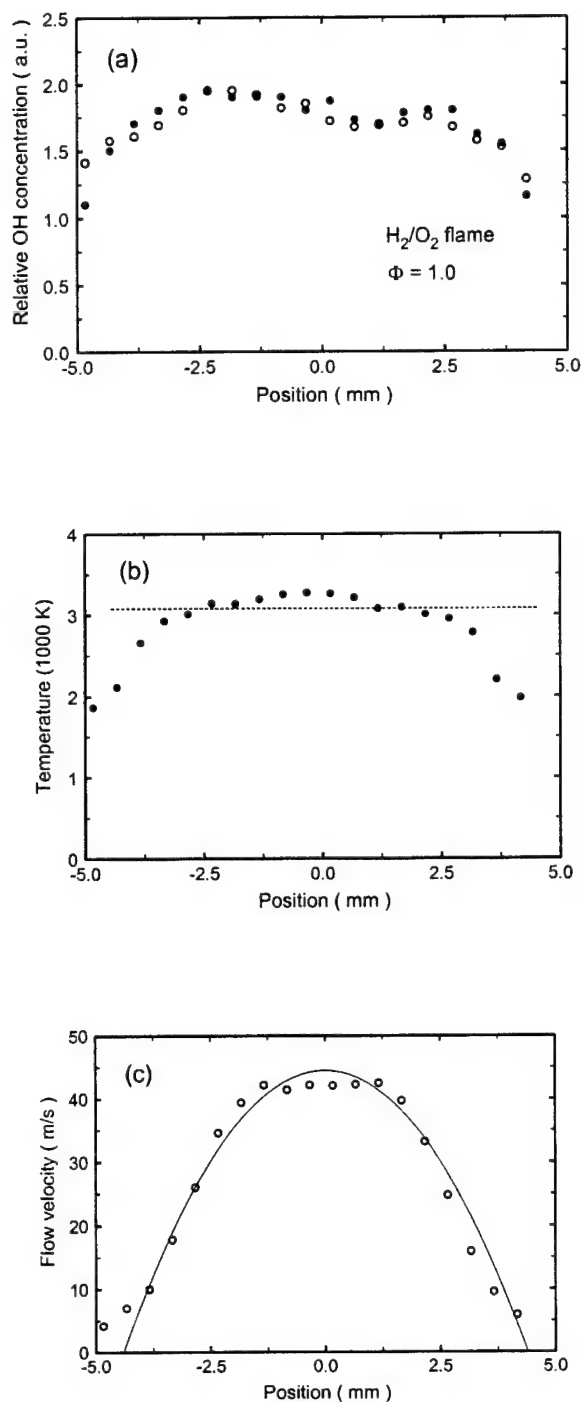 2.5
(a)
2.0
1.5
1.0
0.5
0.0
Relative OH concentration ( a.u. )
H2/O2 flame
Φ = 1.0
-5.0 -2.5 0.0 2.5 5.0
Position ( mm )
4
(b)
3
2
1
0
Temperature (1000 K)
-5.0 -2.5 0.0 2.5 5.0
Position ( mm )
50
(c)
40
30
20
10
0
Flow velocity ( m/s )
-5.0 -2.5 0.0 2.5 5.0
Position ( mm )